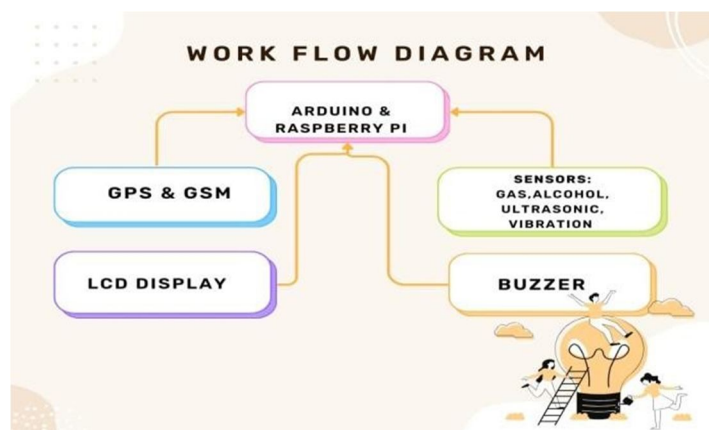 WORK FLOW DIAGRAM
ARDUINO &
RASPBERRY PI
GPS & GSM
SENSORS:
GAS,ALCOHOL,
ULTRASONIC,
VIBRATION
LCD DISPLAY
BUZZER